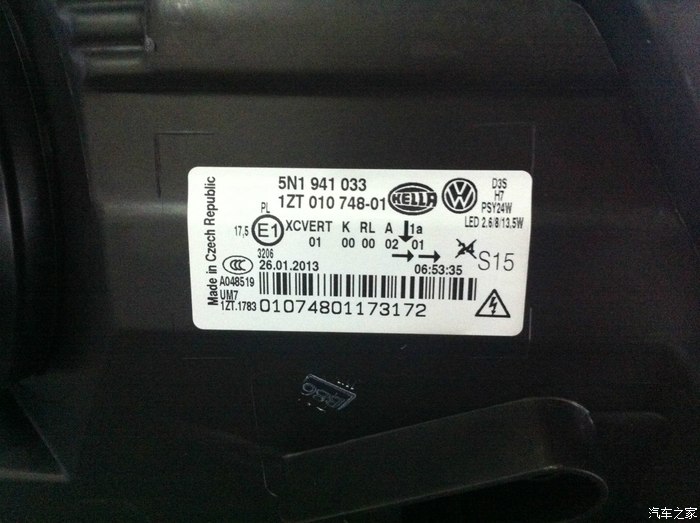 Made in Czech Republic
5N1 941 033
1ZT 010 748-01
HELLA
D3S
H7
PSY24W
LED 2.6/8/13.5W
PL
17,5
E1
3206
XCVERT K RL A 1a
01 00 00 02 01
24 S15
CCC
26.01.2013
06:53:35
A048519
UM7
1ZT.1783
01074801173172
汽车之家